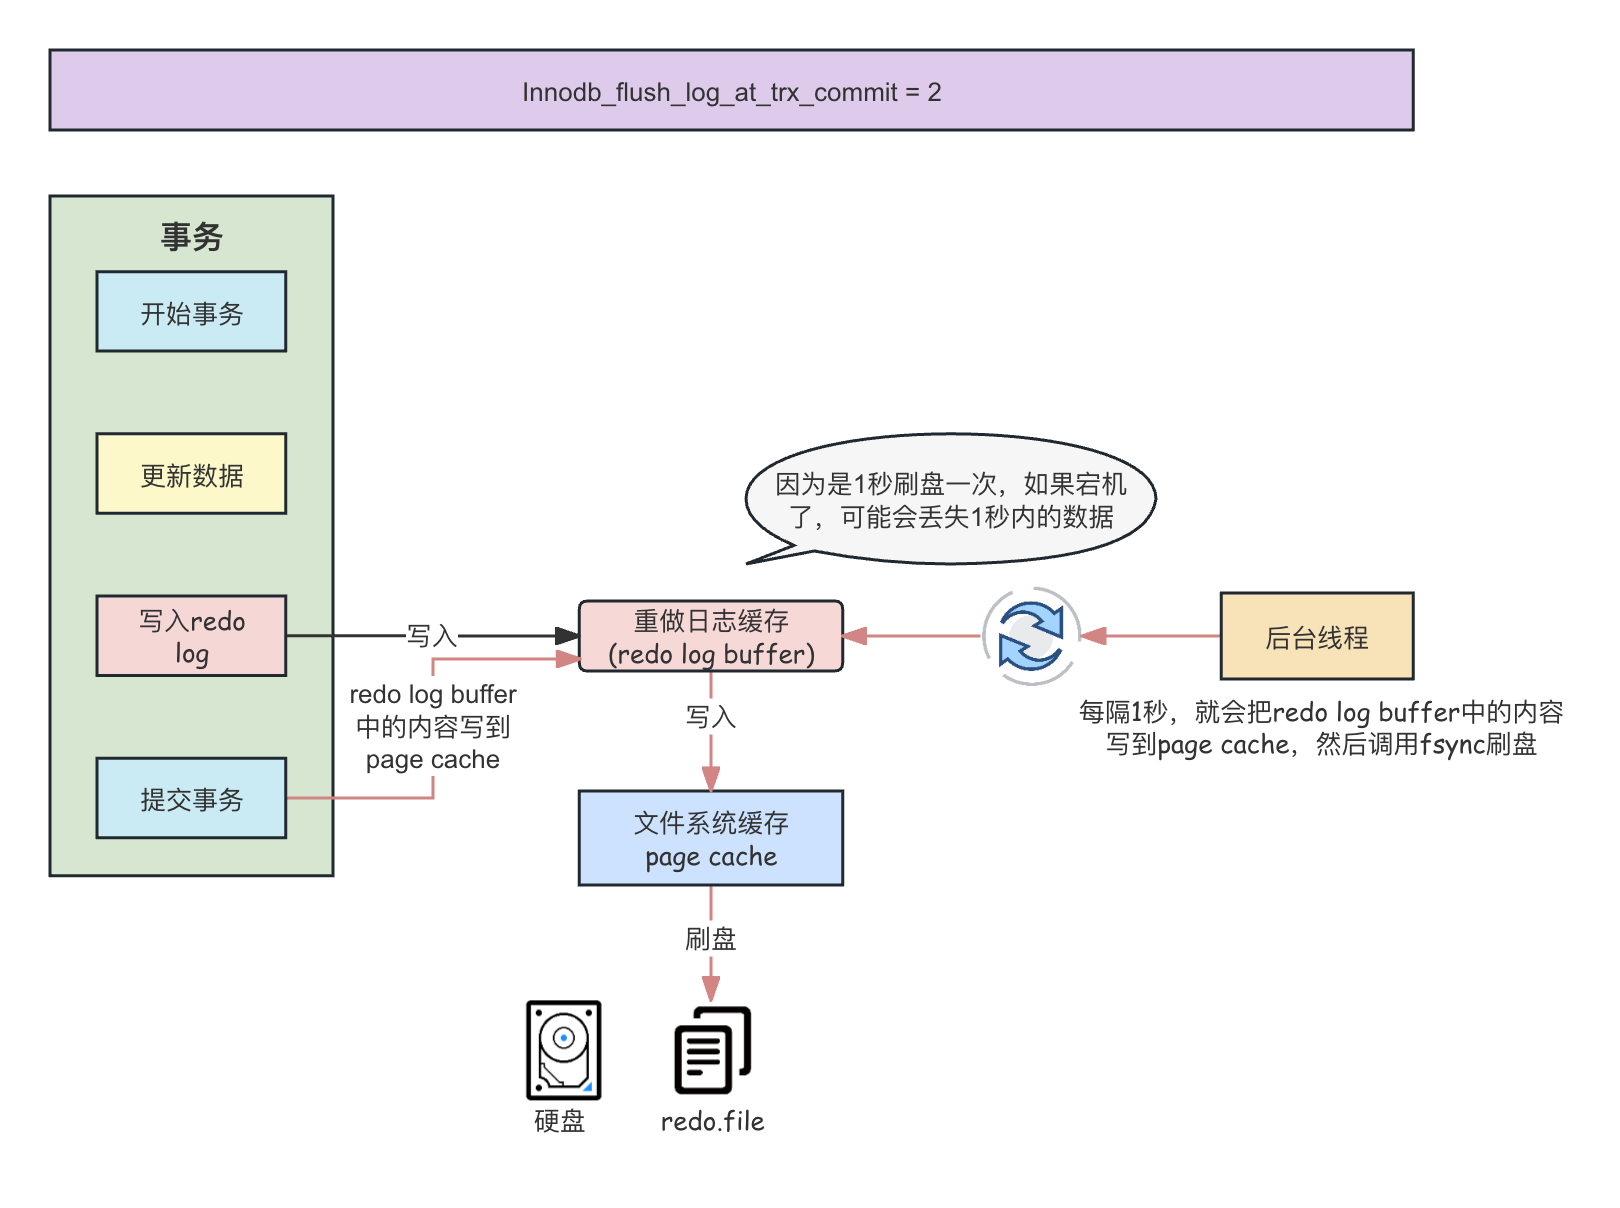 Innodb_flush_log_at_trx_commit = 2
事务
开始事务
更新数据
因为是1秒刷盘一次，如果宕机
了，可能会丢失1秒内的数据
写入redo
log
写入
重做日志缓存
(redo log buffer)
后台线程
redo log buffer
中的内容写到
page cache
写入
每隔1秒，就会把redo log buffer中的内容
写到page cache，然后调用fsync刷盘
提交事务
文件系统缓存
page cache
刷盘
硬盘
redo.file